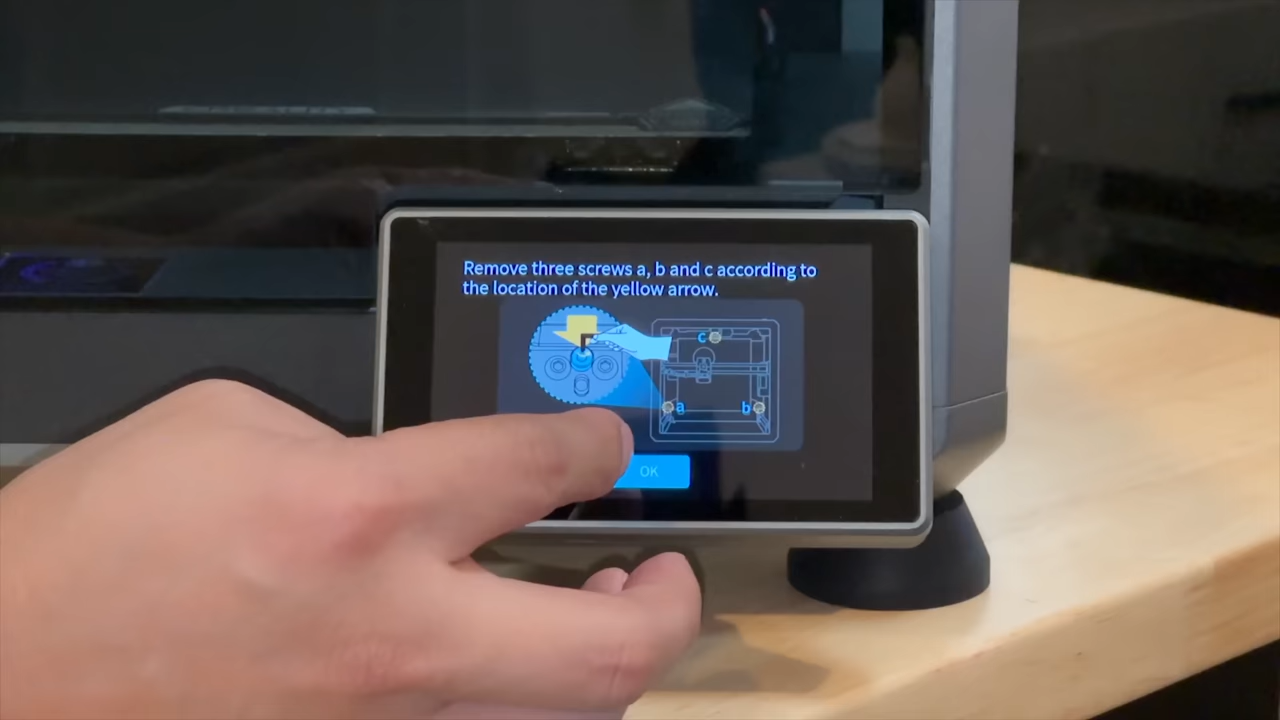 Remove three screws a, b and c according to
the location of the yellow arrow.
c
a b
OK